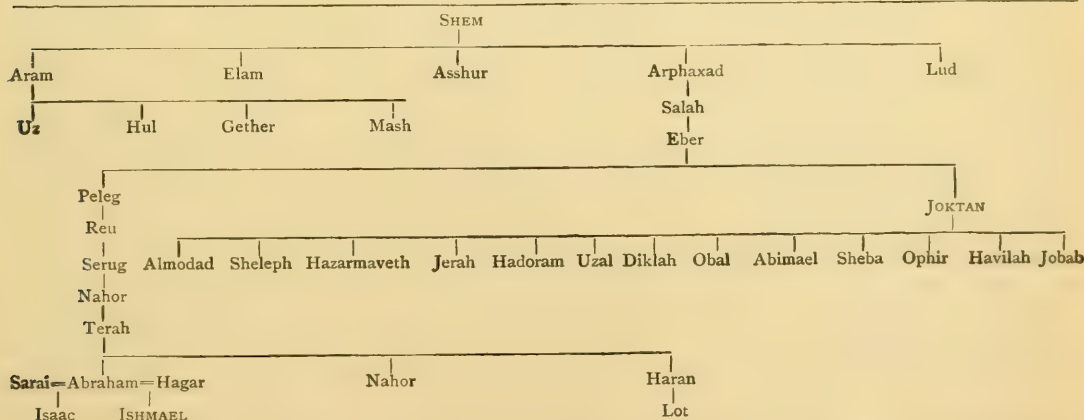 SHEM
Aram Elam Asshur Arphaxad Lud
Uz Hul Gether Mash Salah
Eber
Peleg
JOKTAN
Reu
Serug Almodad Sheleph Hazarmaveth Jerah Hadoram Uzal Diklah Obal Abimael Sheba Ophir Havilah Jobab
Nahor
Terah
Sarai=Abraham=Hagar Nahor Haran
Isaac ISHMAEL Lot